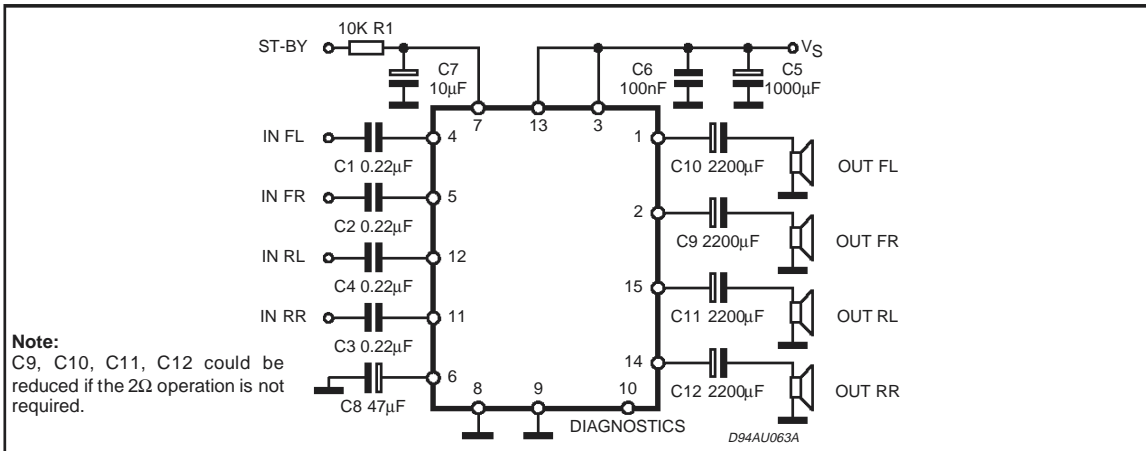 10K R1
ST-BY
VS
C7
10µF
C6
100nF
C5
1000µF
7
13
3
IN FL
4
C1 0.22µF
1
C10 2200µF
OUT FL
IN FR
5
C2 0.22µF
2
C9 2200µF
OUT FR
IN RL
12
C4 0.22µF
15
C11 2200µF
OUT RL
IN RR
11
C3 0.22µF
14
C12 2200µF
OUT RR
6
C8 47µF
8
9
10
DIAGNOSTICS
D94AU063A
Note:
C9, C10, C11, C12 could be
reduced if the 2Ω operation is not
required.